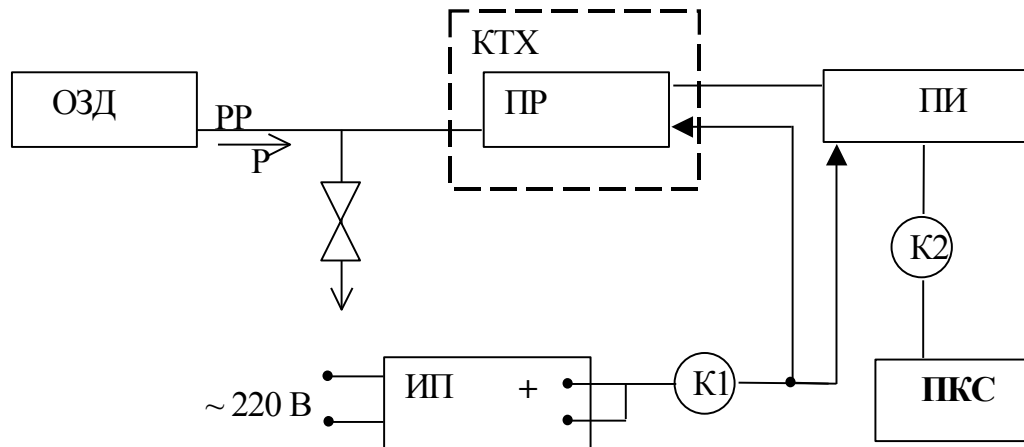 КТХ
ОЗД
РР
Р
ПР
ПИ
К2
~ 220 В
ИП +
К1
ПКС